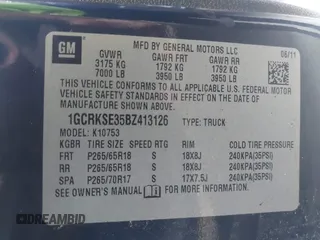 GM
MFD BY GENERAL MOTORS LLC
GVWR GAWR FRT GAWR RR 08/11
3175 KG 1792 KG 1792 KG
7000 LB 3950 LB 3950 LB
THIS VEHICLE CONFORMS TO ALL APPLICABLE U.S. FEDERAL MOTOR VEHICLE SAFETY AND THEFT PREVENTION STANDARDS IN EFFECT ON THE DATE OF MANUFACTURE SHOWN ABOVE.
1GCRKSE35BZ413126 TYPE: TRUCK
MODEL: K10753 COLD TIRE PRESSURE
KGBR TIRE SIZE SPEED RTG RIM
FRT P265/65R18 S 18X8J 240KPA(35PSI)
RR P265/65R18 S 18X8J 240KPA(35PSI)
SPA P265/70R17 S 17X7.5J 240KPA(35PSI)
SEE OWNER'S MANUAL FOR ADDITIONAL INFORMATION.